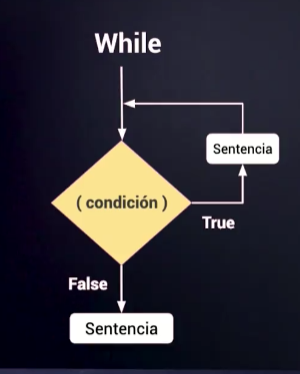 While
Sentencia
( condición )
True
False
Sentencia